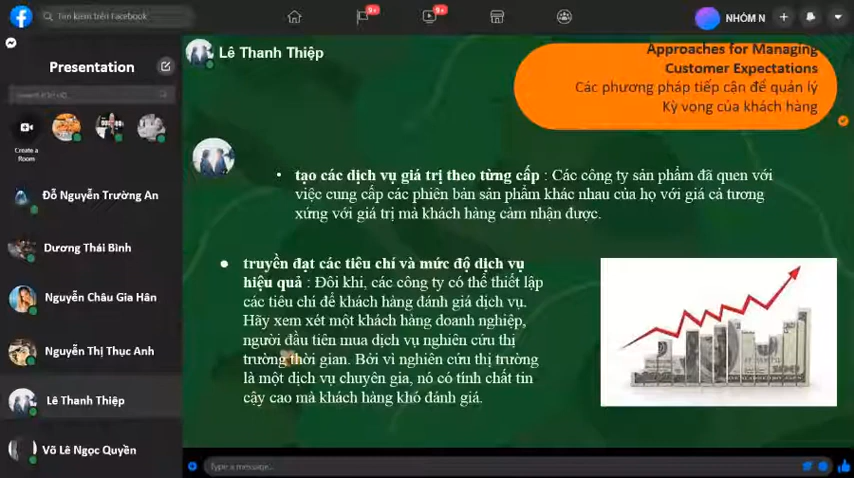 Tìm kiếm trên Facebook
9+
9+
NHÓM N
Presentation
Create a
Room
Đỗ Nguyễn Trường An
Dương Thái Bình
Nguyễn Châu Gia Hân
Nguyễn Thị Thục Anh
Lê Thanh Thiệp
Võ Lê Ngọc Quyền
Lê Thanh Thiệp
Approaches for Managing
Customer Expectations
Các phương pháp tiếp cận để quản lý
Kỳ vọng của khách hàng
• tạo các dịch vụ giá trị theo từng cấp : Các công ty sản phẩm đã quen với
việc cung cấp các phiên bản sản phẩm khác nhau của họ với giá cả tương
xứng với giá trị mà khách hàng cảm nhận được.
● truyền đạt các tiêu chí và mức độ dịch vụ
hiệu quả : Đôi khi, các công ty có thể thiết lập
các tiêu chí để khách hàng đánh giá dịch vụ.
Hãy xem xét một khách hàng doanh nghiệp,
người đầu tiên mua dịch vụ nghiên cứu thị
trường thời gian. Bởi vì nghiên cứu thị trường
là một dịch vụ chuyên gia, nó có tính chất tin
cậy cao mà khách hàng khó đánh giá.
Type a message...